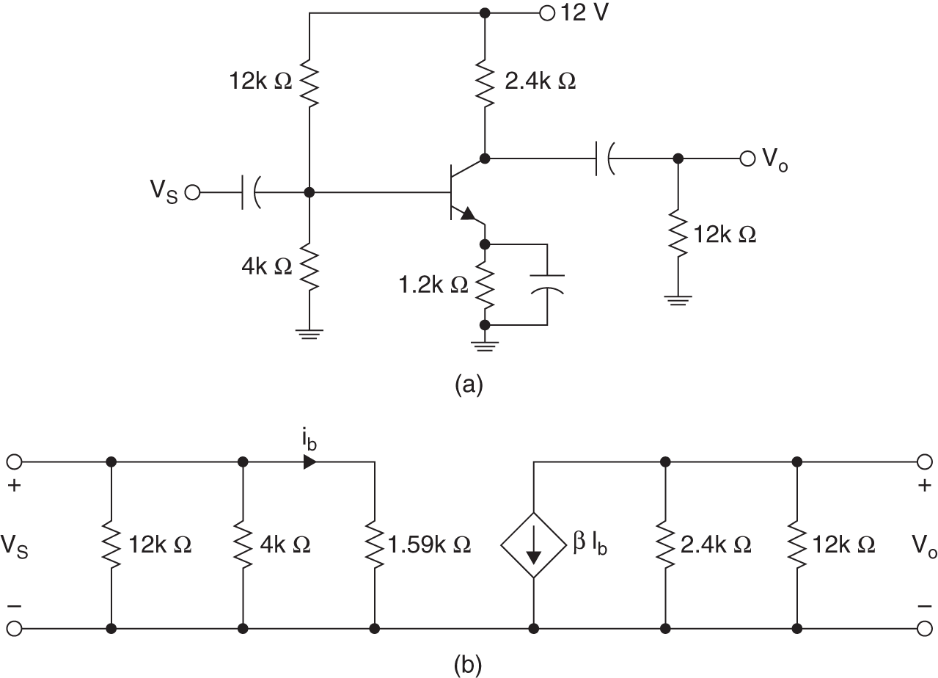 12 V
12k Ω
2.4k Ω
V_S
V_o
4k Ω
12k Ω
1.2k Ω
(a)
i_b
+
+
V_S
12k Ω
4k Ω
1.59k Ω
β I_b
2.4k Ω
12k Ω
V_o
−
−
(b)